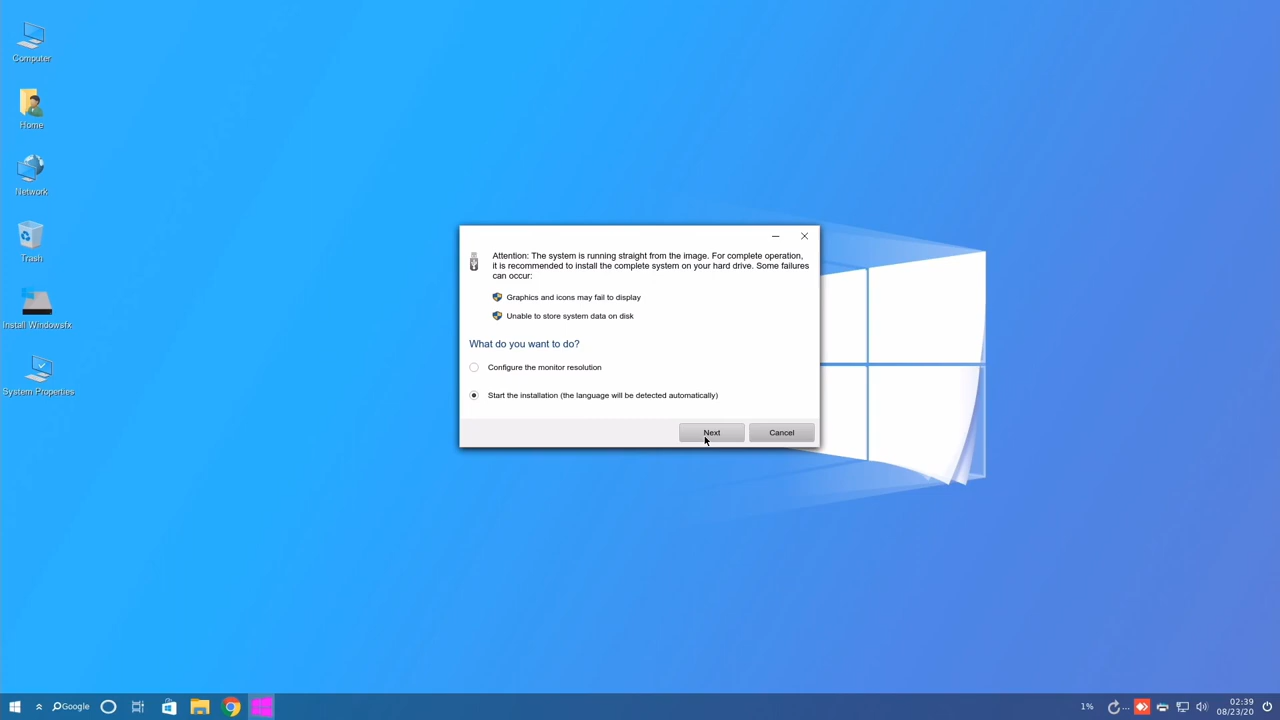 Computer
Home
Network
Trash
Install Windowsfx
System Properties
Attention: The system is running straight from the image. For complete operation,
it is recommended to install the complete system on your hard drive. Some failures
can occur:
Graphics and icons may fail to display
Unable to store system data on disk
What do you want to do?
Configure the monitor resolution
Start the installation (the language will be detected automatically)
Next Cancel
Google
1%
...
02:39
08/23/20